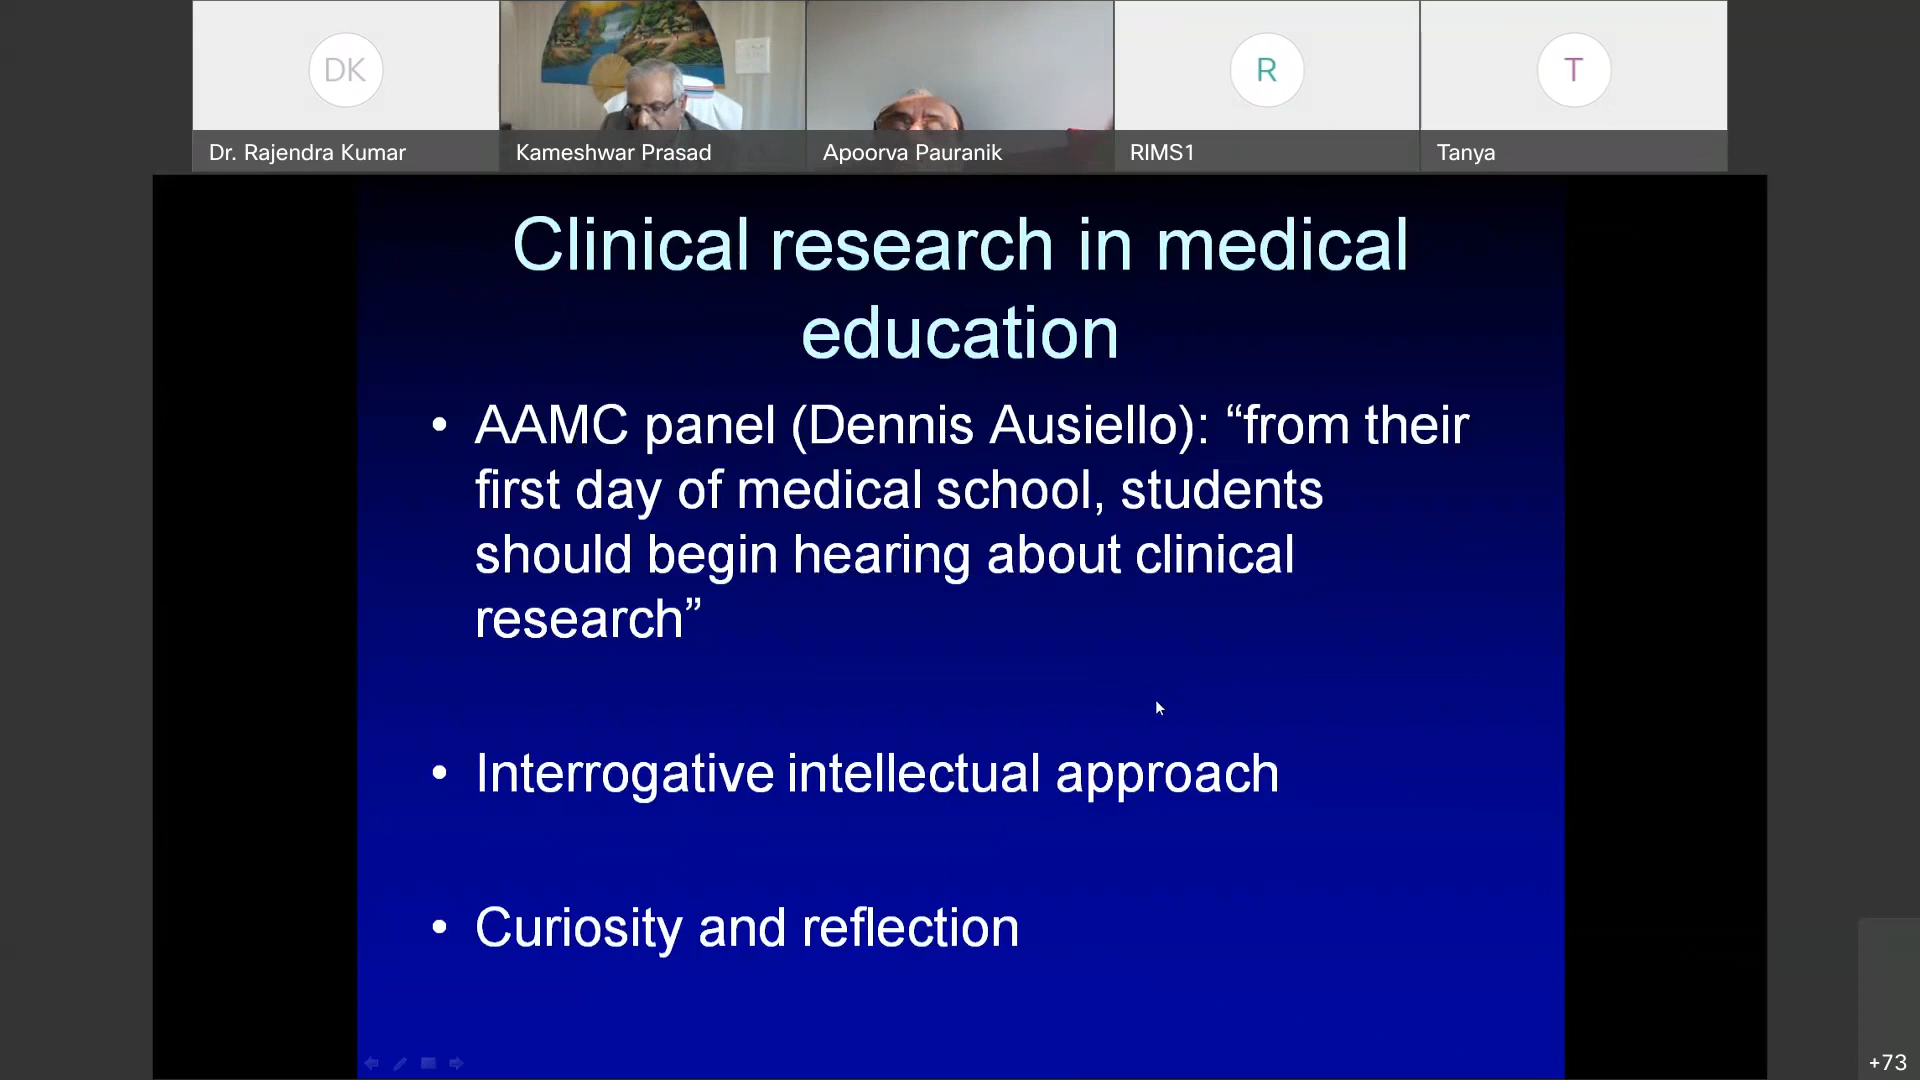 DK
R
T
Dr. Rajendra Kumar
Kameshwar Prasad
Apoorva Pauranik
RIMS1
Tanya
Clinical research in medical
education
• AAMC panel (Dennis Ausiello): “from their
first day of medical school, students
should begin hearing about clinical
research”
• Interrogative intellectual approach
• Curiosity and reflection
+73